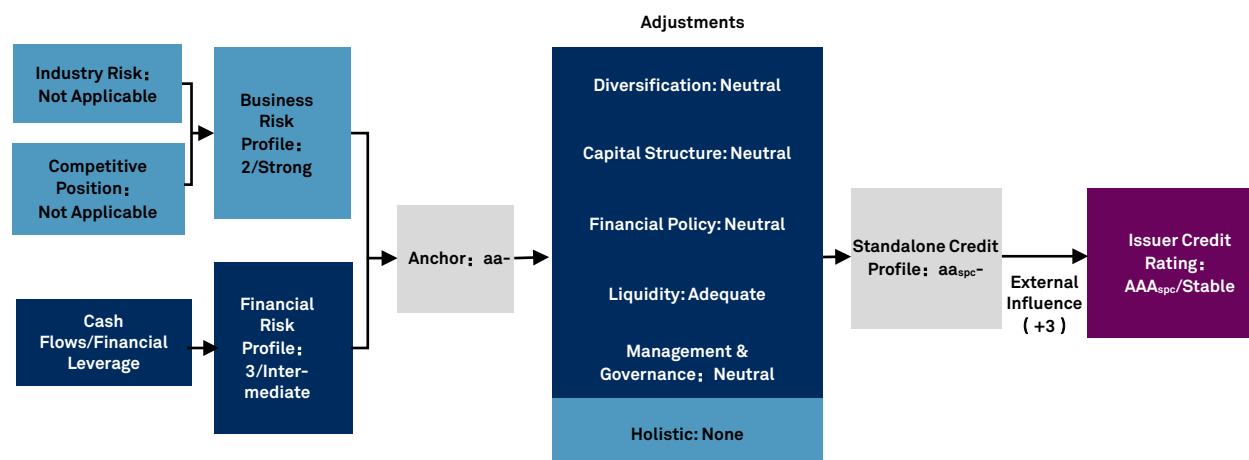 Adjustments
Industry Risk：
Not Applicable
Competitive
Position：
Not Applicable
Business
Risk
Profile：
2/Strong
Cash
Flows/Financial
Leverage
Financial
Risk
Profile：
3/Inter-
mediate
Anchor：aa-
Diversification: Neutral
Capital Structure: Neutral
Financial Policy: Neutral
Liquidity: Adequate
Management &
Governance：Neutral
Holistic: None
Standalone Credit
Profile：aaspc-
External
Influence
（+3）
Issuer Credit
Rating：
AAAspc/Stable